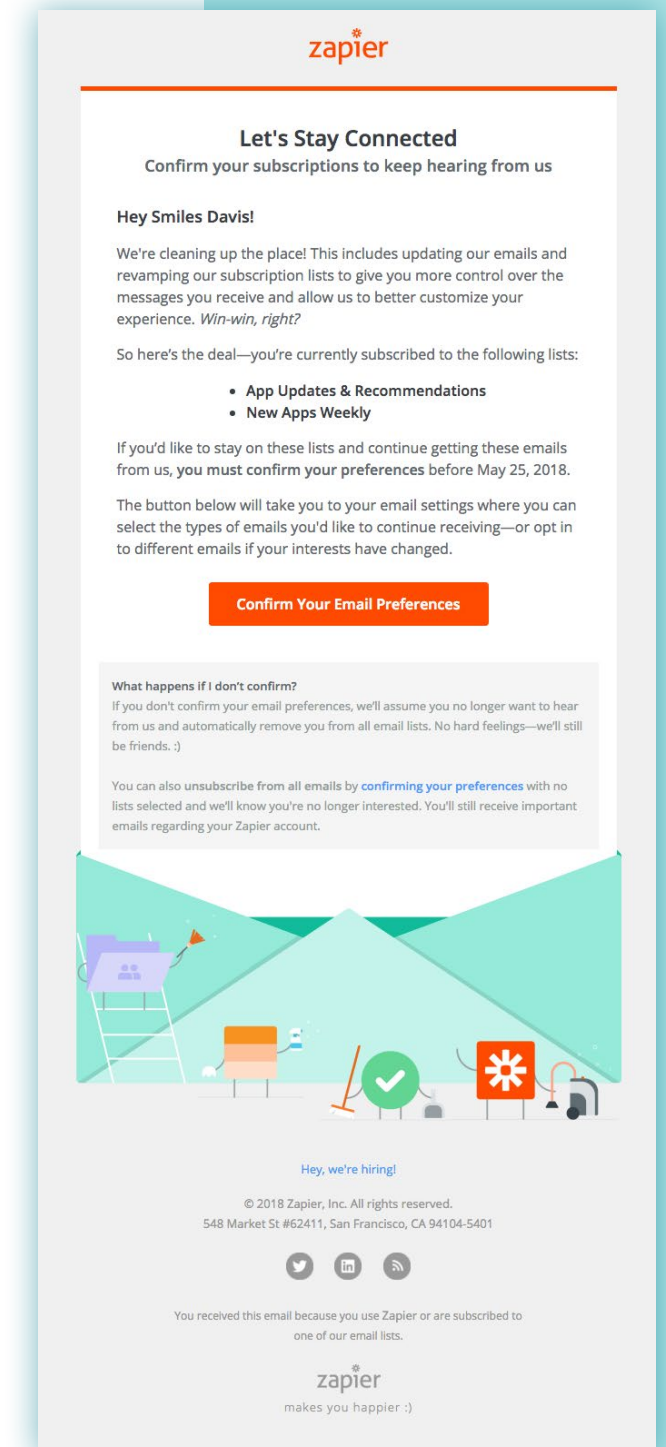 zapier
Let's Stay Connected
Confirm your subscriptions to keep hearing from us
Hey Smiles Davis!
We're cleaning up the place! This includes updating our emails and
revamping our subscription lists to give you more control over the
messages you receive and allow us to better customize your
experience. Win-win, right?
So here's the deal—you're currently subscribed to the following lists:
• App Updates & Recommendations
• New Apps Weekly
If you'd like to stay on these lists and continue getting these emails
from us, you must confirm your preferences before May 25, 2018.
The button below will take you to your email settings where you can
select the types of emails you'd like to continue receiving—or opt in
to different emails if your interests have changed.
Confirm Your Email Preferences
What happens if I don't confirm?
If you don't confirm your email preferences, we'll assume you no longer want to hear
from us and automatically remove you from all email lists. No hard feelings—we'll still
be friends. :)
You can also unsubscribe from all emails by confirming your preferences with no
lists selected and we'll know you're no longer interested. You'll still receive important
emails regarding your Zapier account.
Hey, we're hiring!
© 2018 Zapier, Inc. All rights reserved.
548 Market St #62411, San Francisco, CA 94104-5401
in
You received this email because you use Zapier or are subscribed to
one of our email lists.
zapier
makes you happier :)